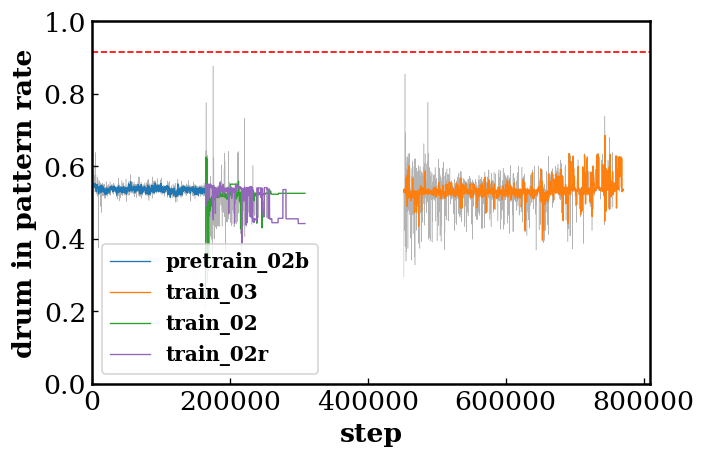 drum in pattern rate
1.0
0.8
0.6
0.4
0.2
0.0
pretrain_02b
train_03
train_02
train_02r
0 200000 400000 600000 800000
step